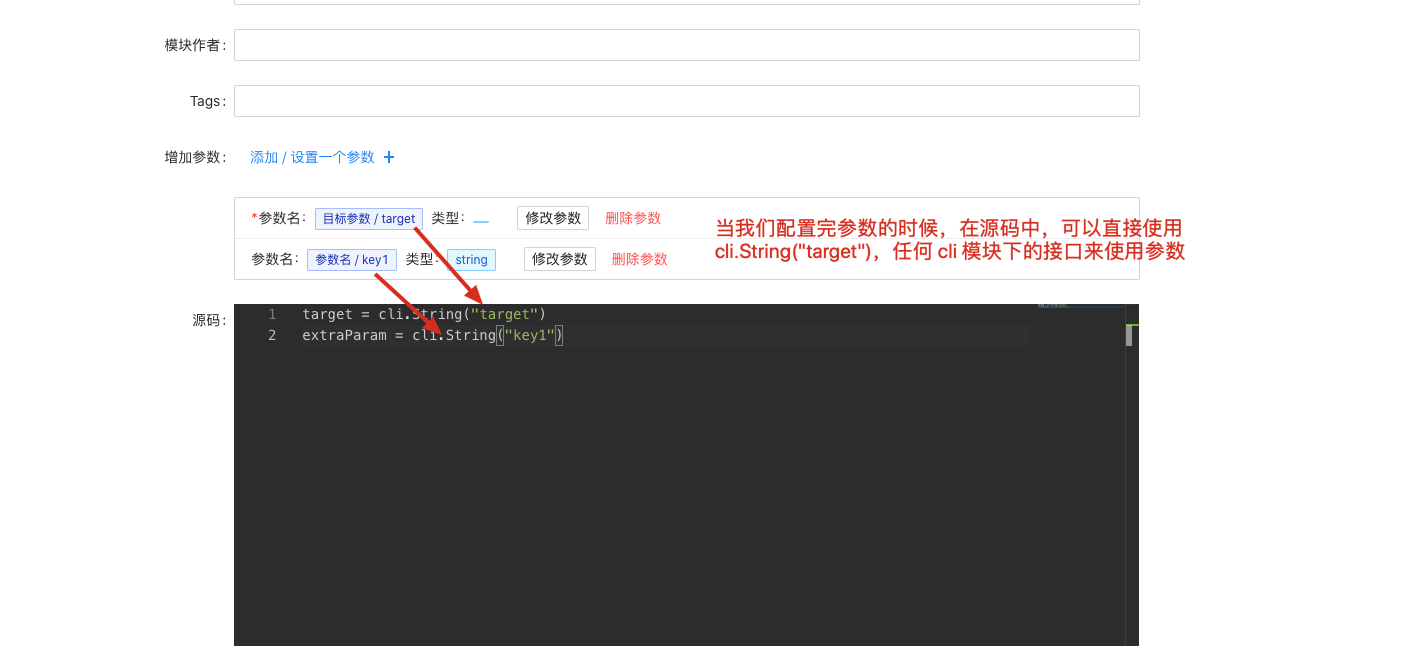 模块作者：
Tags：
增加参数： 添加 / 设置一个参数 +
*参数名： 目标参数 / target 类型： 修改参数 删除参数
参数名： 参数名 / key1 类型： string 修改参数 删除参数
当我们配置完参数的时候，在源码中，可以直接使用
cli.String("target")，任何 cli 模块下的接口来使用参数
源码：
1 target = cli.String("target")
2 extraParam = cli.String("key1")